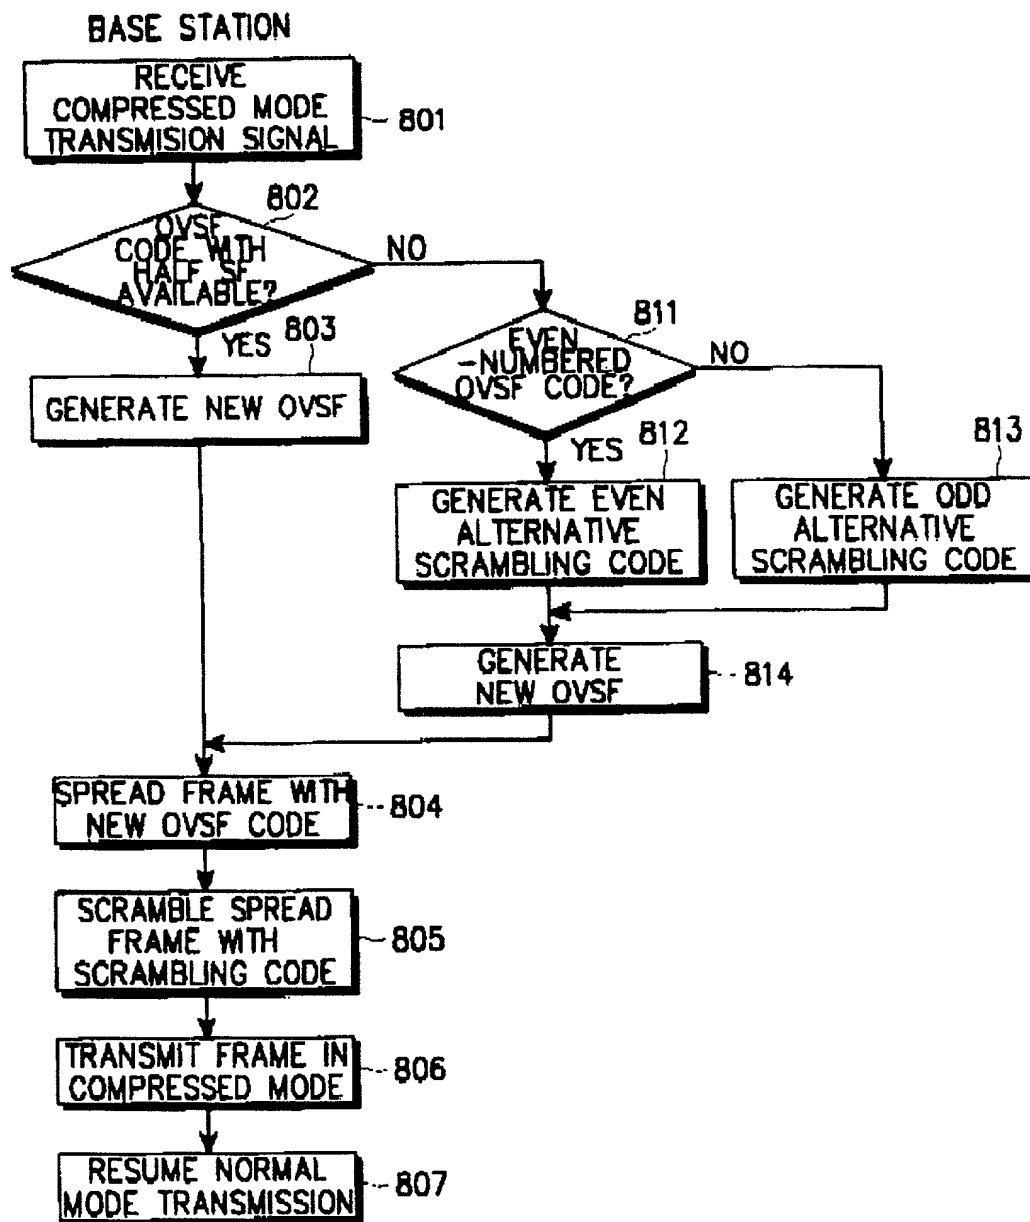 BASE STATION
RECEIVE
COMPRESSED MODE
TRANSMISION SIGNAL
801
802
OVSF
CODE WITH
HALF SF
AVAILABLE?
NO
YES
803
GENERATE NEW OVSF
811
EVEN
-NUMBERED
OVSF CODE?
NO
YES
812
813
GENERATE EVEN
ALTERNATIVE
SCRAMBLING CODE
GENERATE ODD
ALTERNATIVE
SCRAMBLING CODE
GENERATE
NEW OVSF
814
SPREAD FRAME WITH
NEW OVSF CODE
804
SCRAMBLE SPREAD
FRAME WITH
SCRAMBLING CODE
805
TRANSMIT FRAME IN
COMPRESSED MODE
806
RESUME NORMAL
MODE TRANSMISSION
807